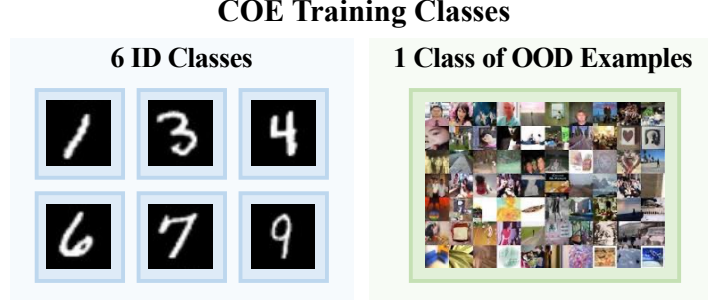 COE Training Classes
6 ID Classes
1 Class of OOD Examples
1 3 4
6 7 9